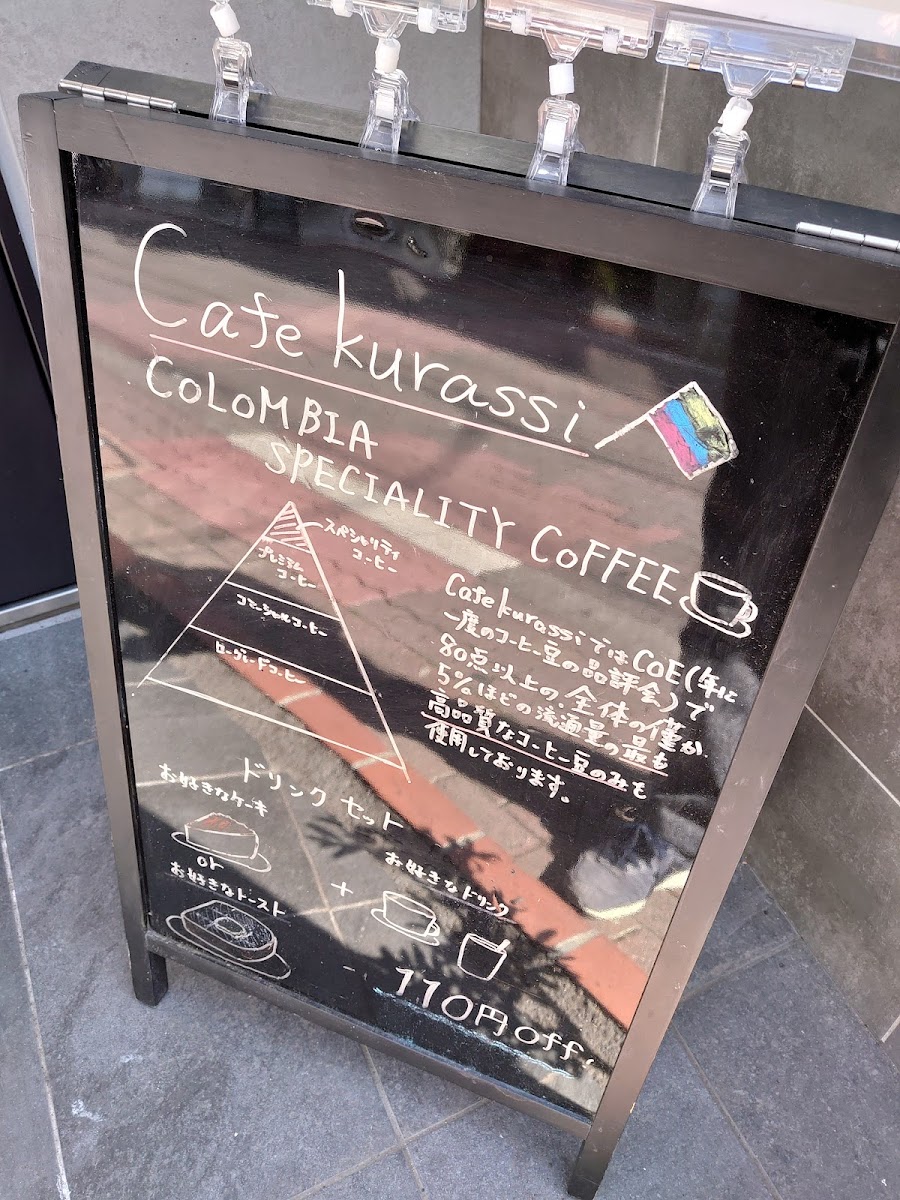 Cafe kurassi
COLOMBIA
SPECIALITY COFFEE
スペシャリティ
コーヒー
プレミアム
コーヒー
コマーシャルコーヒー
ローグレードコーヒー
Cafe kurassiではCOE(年に
一度のコーヒー豆の品評会)で
80点以上の、全体の僅か
5%ほどの流通量の最も
高品質なコーヒー豆のみを
使用しております。
ドリンクセット
お好きなケーキ
or
お好きなトースト
+
お好きなドリンク
110円off,